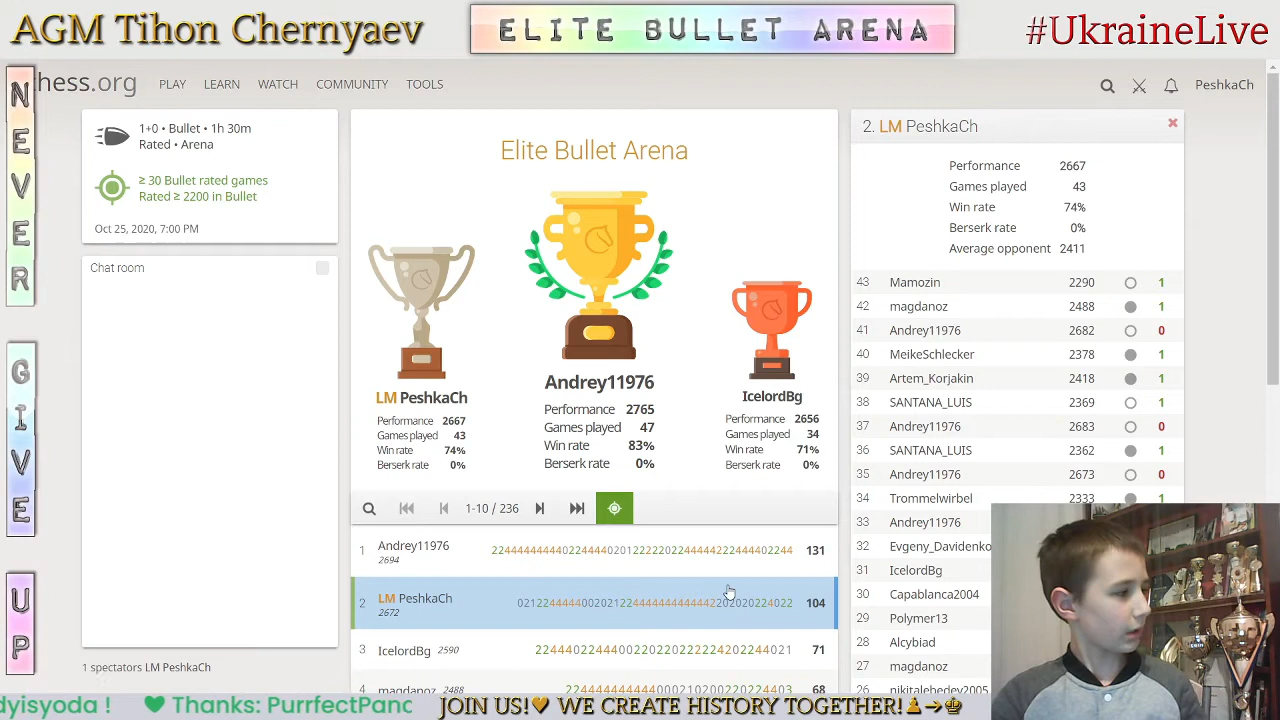 AGM Tihon Chernyaev
ELITE BULLET ARENA
#UkraineLive
NEVER
GIVE
UP
hess.org PLAY LEARN WATCH COMMUNITY TOOLS PeshkaCh
1+0 • Bullet • 1h 30m
Rated • Arena
≥ 30 Bullet rated games
Rated ≥ 2200 in Bullet
Oct 25, 2020, 7:00 PM
Chat room
1 spectators LM PeshkaCh
Elite Bullet Arena
LM PeshkaCh
Performance 2667
Games played 43
Win rate 74%
Berserk rate 0%
Andrey11976
Performance 2765
Games played 47
Win rate 83%
Berserk rate 0%
IcelordBg
Performance 2656
Games played 34
Win rate 71%
Berserk rate 0%
1-10 / 236
1 Andrey11976 131
2694
2 LM PeshkaCh 104
2672
3 IcelordBg 2590 71
4 magdanoz 2488 68
2. LM PeshkaCh
Performance 2667
Games played 43
Win rate 74%
Berserk rate 0%
Average opponent 2411
43 Mamozin 2290 1
42 magdanoz 2488 1
41 Andrey11976 2682 0
40 MeikeSchlecker 2378 1
39 Artem_Korjakin 2418 1
38 SANTANA_LUIS 2369 1
37 Andrey11976 2683 0
36 SANTANA_LUIS 2362 1
35 Andrey11976 2673 0
34 Trommelwirbel 2333 1
33 Andrey11976
32 Evgeny_Davidenko
31 IcelordBg
30 Capablanca2004
29 Polymer13
28 Alcybiad
27 magdanoz
26 nikitalebedev2005
dyisyoda ! 💚 Thanks: PurrfectPanc
JOIN US!♥ WE CREATE HISTORY TOGETHER!♟→♔